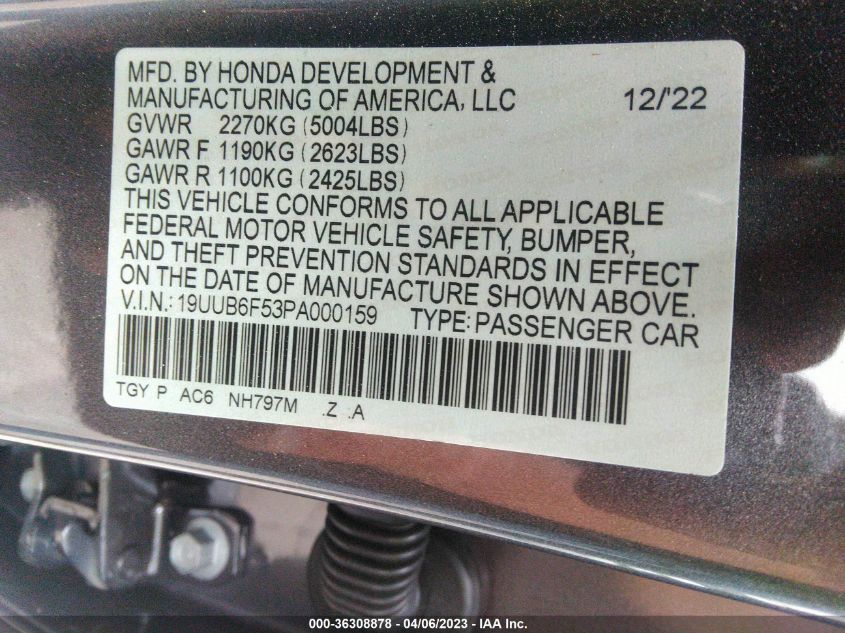 MFD. BY HONDA DEVELOPMENT &
MANUFACTURING OF AMERICA, LLC 12/'22
GVWR 2270KG (5004LBS)
GAWR F 1190KG (2623LBS)
GAWR R 1100KG (2425LBS)
THIS VEHICLE CONFORMS TO ALL APPLICABLE
FEDERAL MOTOR VEHICLE SAFETY, BUMPER,
AND THEFT PREVENTION STANDARDS IN EFFECT
ON THE DATE OF MANUFACTURE SHOWN ABOVE.
V.I.N.: 19UUB6F53PA000159 TYPE: PASSENGER CAR
TGY P AC6 NH797M .Z .A
000-36308878 - 04/06/2023 - © IAA Inc.